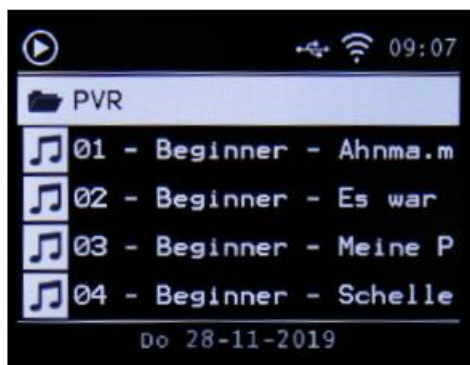 09:07
PVR
01 - Beginner - Ahnma.m
02 - Beginner - Es war
03 - Beginner - Meine P
04 - Beginner - Schelle
Do 28-11-2019